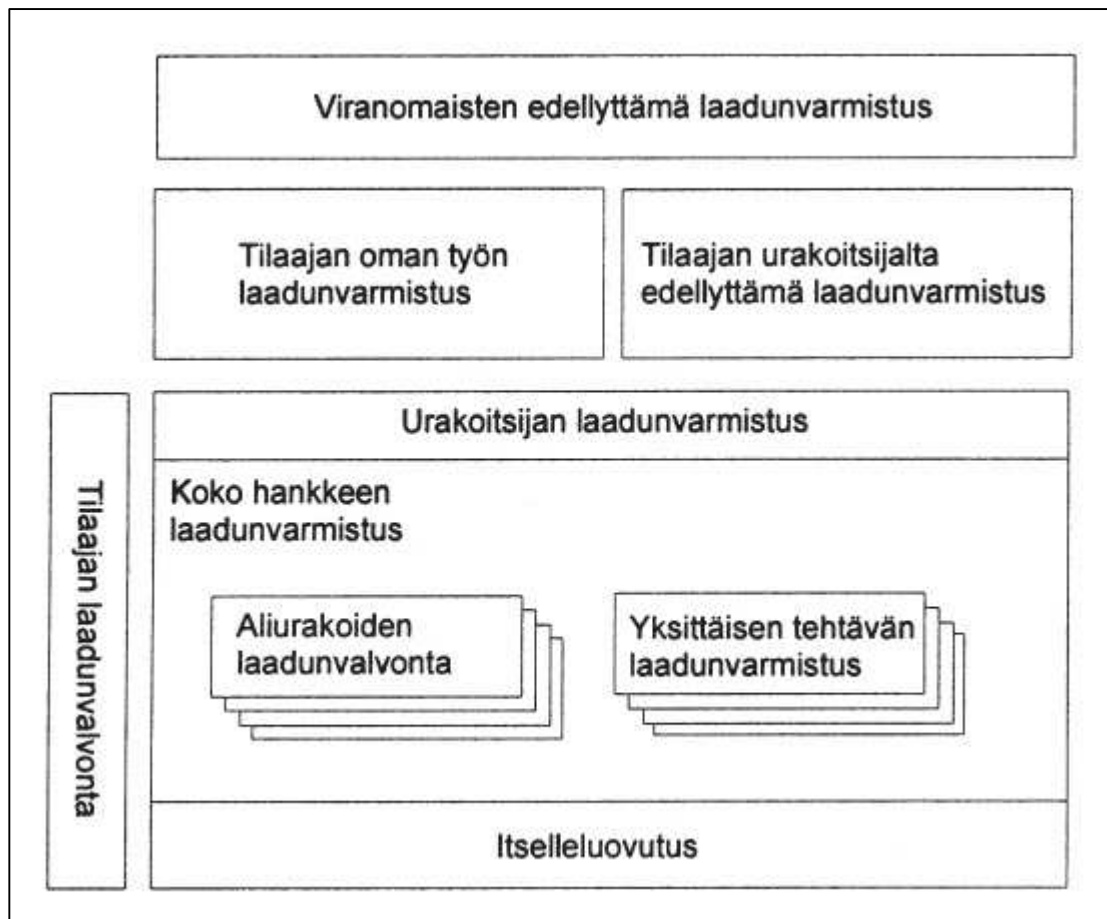 Viranomaisten edellyttämä laadunvarmistus
Tilaajan oman työn
laadunvarmistus
Tilaajan urakoitsijalta
edellyttämä laadunvarmistus
Tilaajan laadunvalvonta
Urakoitsijan laadunvarmistus
Koko hankkeen
laadunvarmistus
Aliurakoiden
laadunvalvonta
Yksittäisen tehtävän
laadunvarmistus
Itselleluovutus